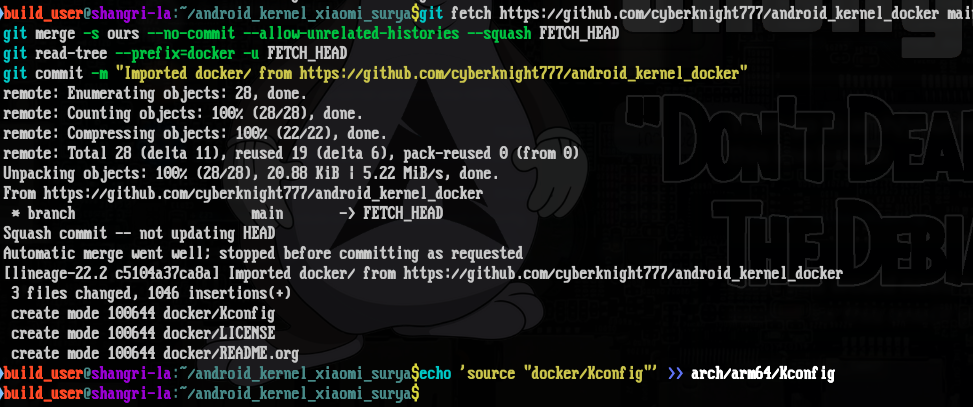 build_user@shangri-la:~/android_kernel_xiaomi_surya$git fetch https://github.com/cyberknight777/android_kernel_docker main
git merge -s ours --no-commit --allow-unrelated-histories --squash FETCH_HEAD
git read-tree --prefix=docker -u FETCH_HEAD
git commit -m "Imported docker/ from https://github.com/cyberknight777/android_kernel_docker"
remote: Enumerating objects: 28, done.
remote: Counting objects: 100% (28/28), done.
remote: Compressing objects: 100% (22/22), done.
remote: Total 28 (delta 11), reused 19 (delta 6), pack-reused 0 (from 0)
Unpacking objects: 100% (28/28), 20.88 KiB | 5.22 MiB/s, done.
From https://github.com/cyberknight777/android_kernel_docker
 * branch                    main       -> FETCH_HEAD
Squash commit -- not updating HEAD
Automatic merge went well; stopped before committing as requested
[lineage-22.2 c5104a37ca8a] Imported docker/ from https://github.com/cyberknight777/android_kernel_docker
 3 files changed, 1046 insertions(+)
 create mode 100644 docker/Kconfig
 create mode 100644 docker/LICENSE
 create mode 100644 docker/README.org
build_user@shangri-la:~/android_kernel_xiaomi_surya$echo 'source "docker/Kconfig"' >> arch/arm64/Kconfig
build_user@shangri-la:~/android_kernel_xiaomi_surya$
"Don't
The